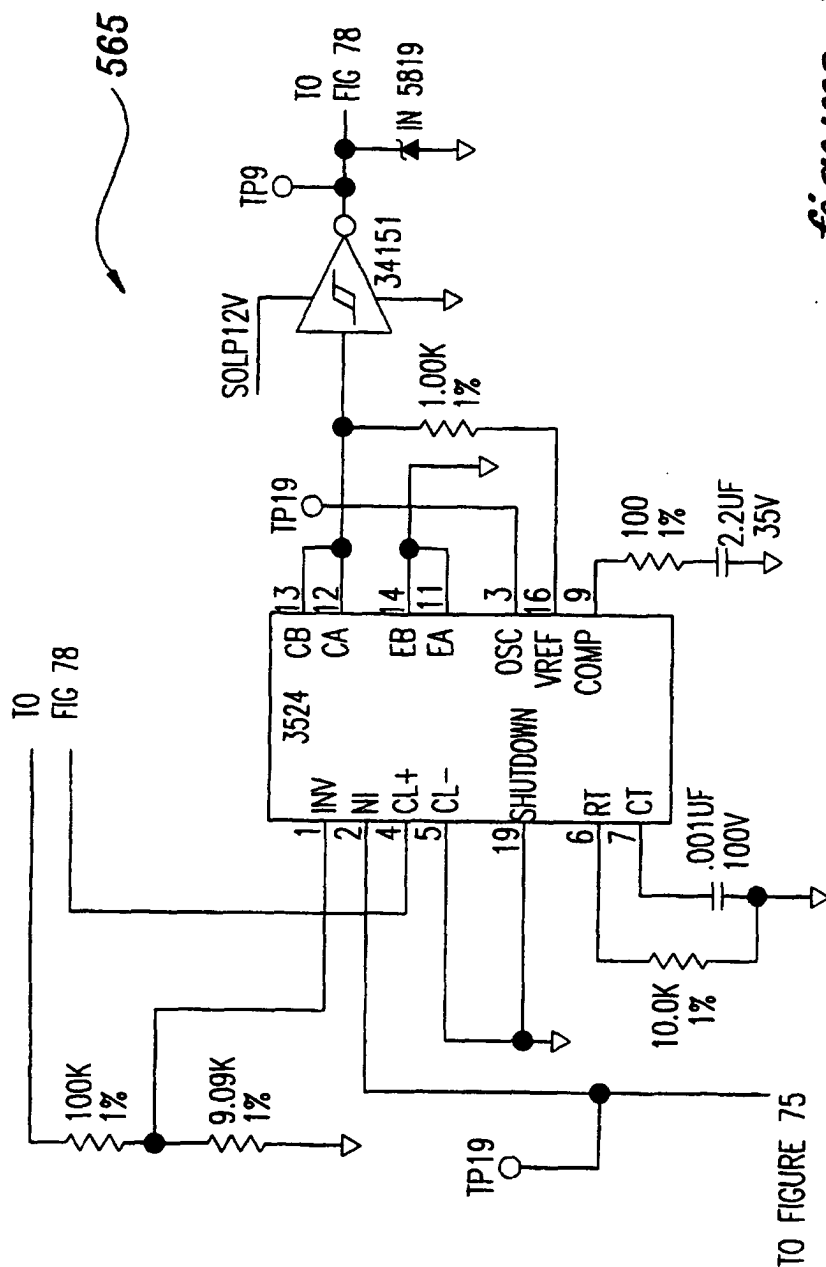 565
TO
FIG 78
TP9
TO
FIG 78
SOLP12V
34151
IN 5819
100K
1%
9.09K
1%
TP19
1.00K
1%
3524
1
INV
2
NI
4
CL+
5
CL-
19
SHUTDOWN
6
RT
7
CT
13
CB
12
CA
14
EB
11
EA
3
OSC
16
VREF
9
COMP
100
1%
2.2UF
35V
.001UF
100V
10.0K
1%
TP19
TO FIGURE 75